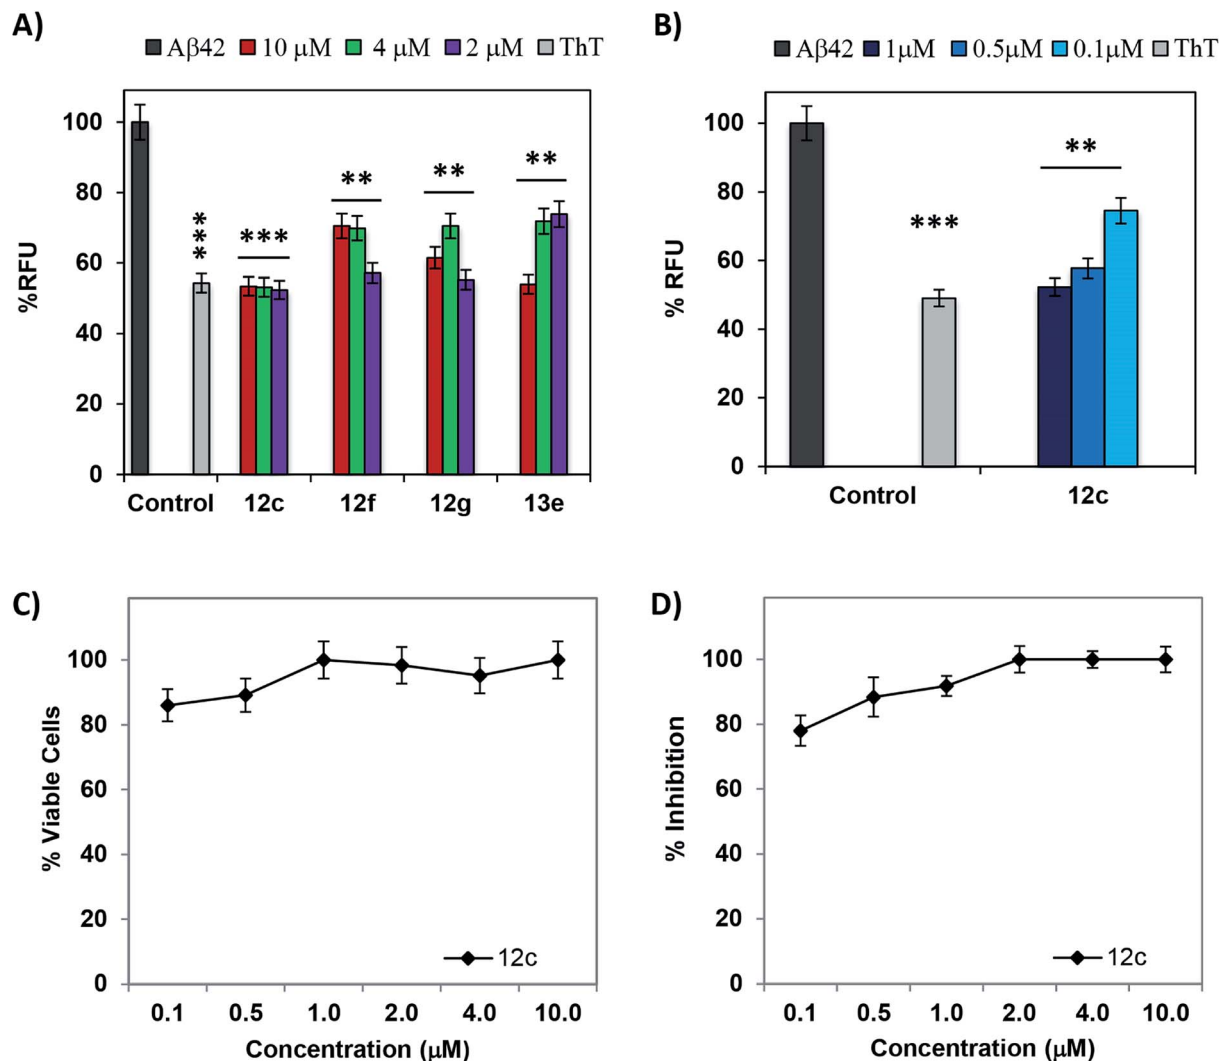 A)
Aβ42 10 μM 4 μM 2 μM ThT
%RFU
100
80
60
40
20
0
***
***
**
**
**
Control 12c 12f 12g 13e
B)
Aβ42 1μM 0.5μM 0.1μM ThT
% RFU
100
80
60
40
20
0
***
**
Control 12c
C)
% Viable Cells
100
80
60
40
20
0
12c
0.1 0.5 1.0 2.0 4.0 10.0
Concentration (μM)
D)
% Inhibition
100
80
60
40
20
0
12c
0.1 0.5 1.0 2.0 4.0 10.0
Concentration (μM)